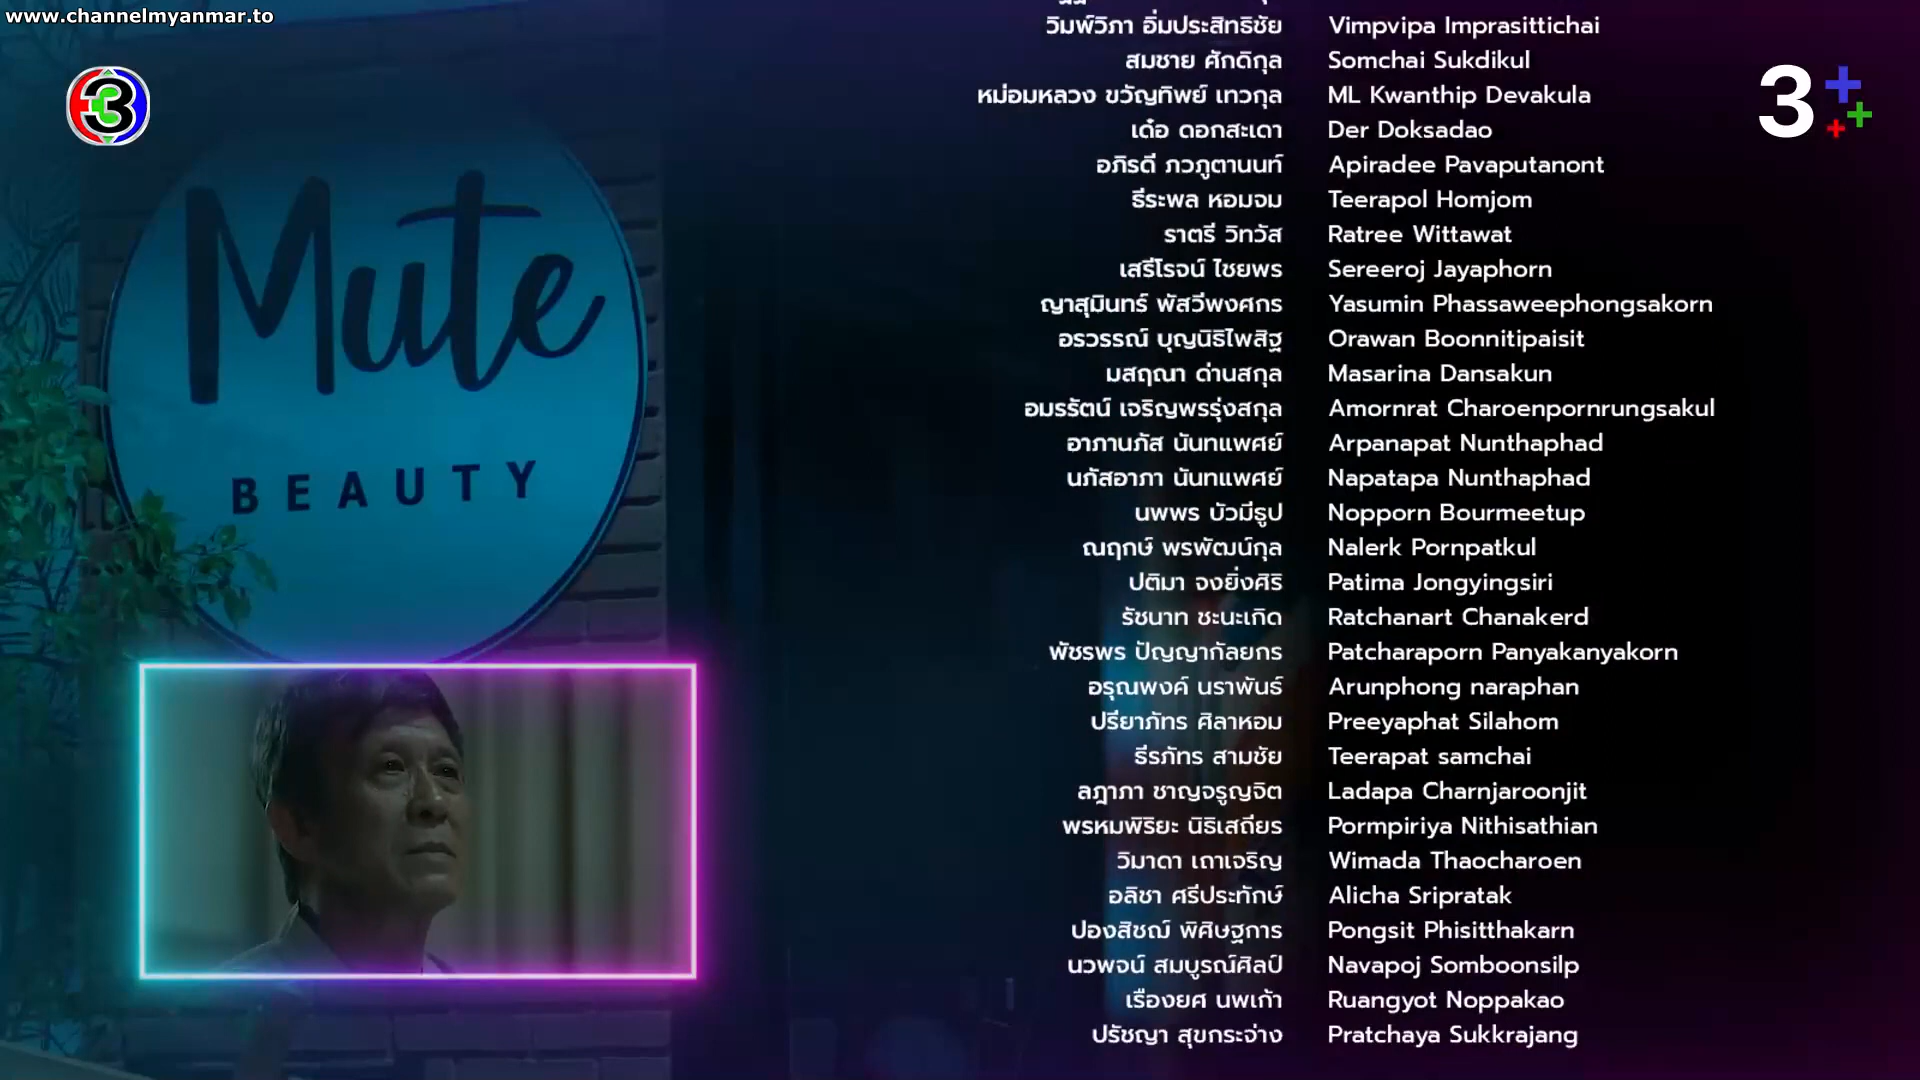 www.channelmyanmar.to
3
3
Mute
BEAUTY
วิมพ์วิภา อิ่มประสิทธิชัย Vimpvipa Imprasittichai
สมชาย ศักดิกุล Somchai Sukdikul
หม่อมหลวง ขวัญทิพย์ เทวกุล ML Kwanthip Devakula
เด๋อ ดอกสะเดา Der Doksadao
อภิรดี ภวภูตานนท์ Apiradee Pavaputanont
ธีระพล หอมจม Teerapol Homjom
ราตรี วิทวัส Ratree Wittawat
เสรีโรจน์ ไชยพร Sereeroj Jayaphorn
ญาสุมินทร์ พัสวีพงศกร Yasumin Phassaweephongsakorn
อรวรรณ์ บุญนิธิไพสิฐ Orawan Boonnitipaisit
มสฤณา ด่านสกุล Masarina Dansakun
อมรรัตน์ เจริญพรรุ่งสกุล Amornrat Charoenpornrungsakul
อาภานภัส นันทแพศย์ Arpanapat Nunthaphad
นภัสอาภา นันทแพศย์ Napatapa Nunthaphad
นพพร บัวมีธูป Nopporn Bourmeetup
ณฤกษ์ พรพัฒน์กุล Nalerk Pornpatkul
ปติมา จงยิ่งศิริ Patima Jongyingsiri
รัชนาท ชะนะเกิด Ratchanart Chanakerd
พัชรพร ปัญญากัลยกร Patcharaporn Panyakanyakorn
อรุณพงค์ นราพันธ์ Arunphong naraphan
ปรียาภัทร ศิลาหอม Preeyaphat Silahom
ธีรภัทร สามชัย Teerapat samchai
ลฎาภา ชาญจรูญจิต Ladapa Charnjaroonjit
พรหมพิริยะ นิธิเสถียร Pormpiriya Nithisathian
วิมาดา เถาเจริญ Wimada Thaocharoen
อลิชา ศรีประทักษ์ Alicha Sripratak
ปองสิชฌ์ พิศิษฐการ Pongsit Phisitthakarn
นวพจน์ สมบูรณ์ศิลป์ Navapoj Somboonsilp
เรืองยศ นพเก้า Ruangyot Noppakao
ปรัชญา สุขกระจ่าง Pratchaya Sukkrajang